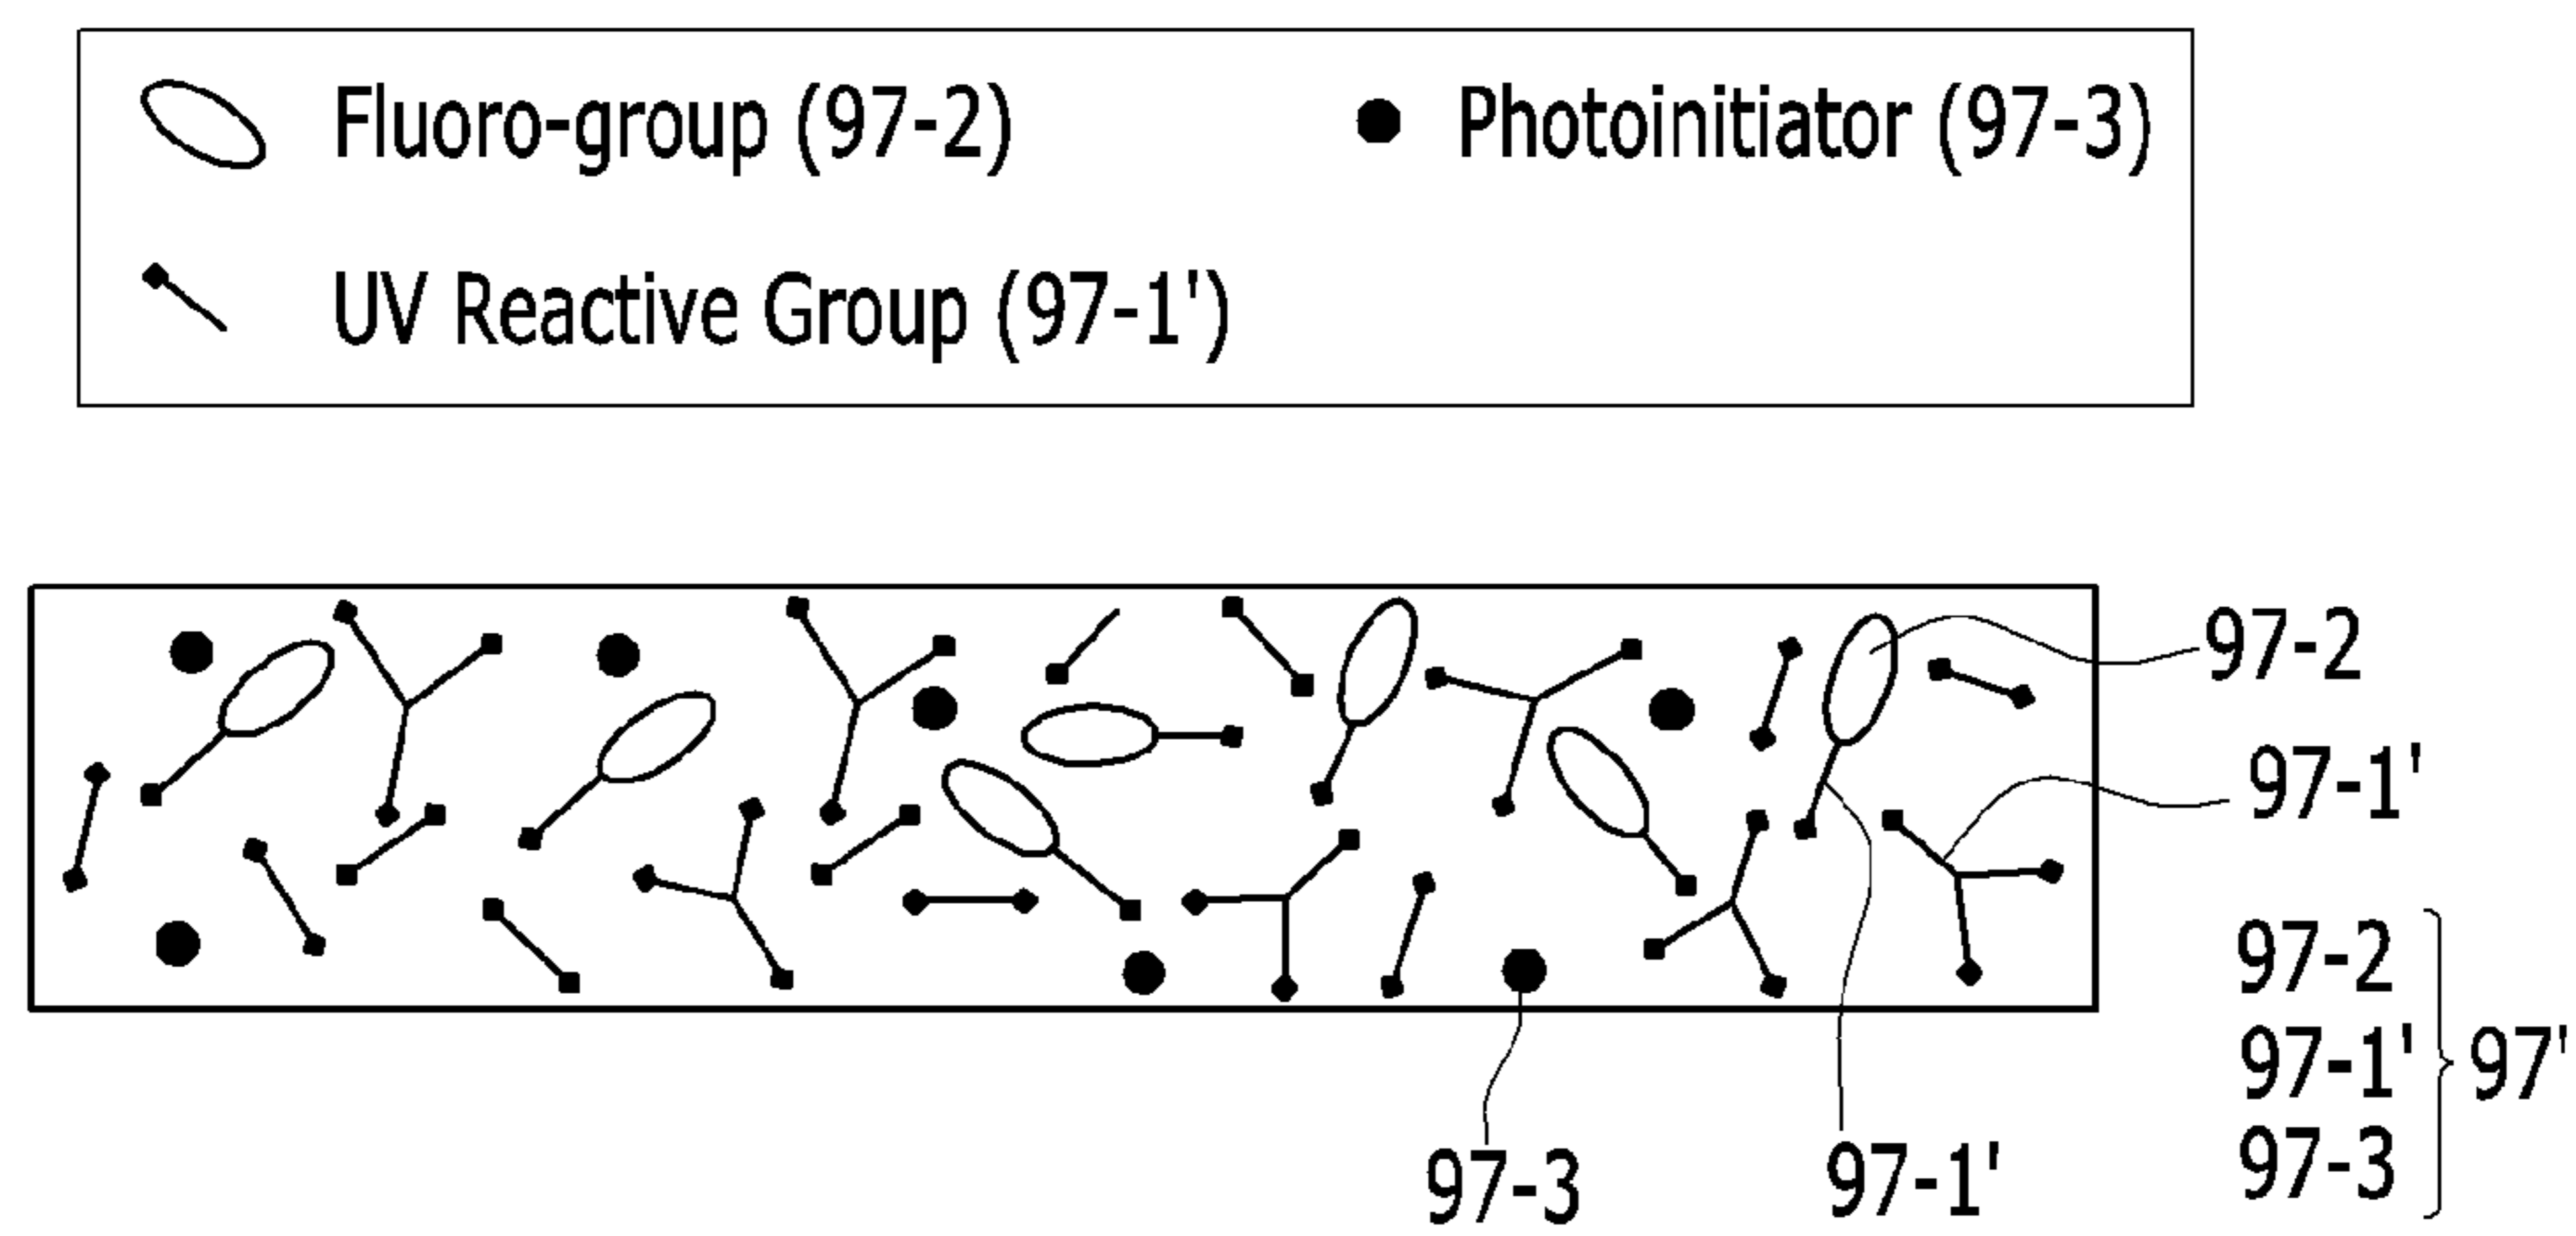 Fluoro-group (97-2)
Photoinitiator (97-3)
UV Reactive Group (97-1')
97-2
97-1'
97-2
97-1'
97'
97-3
97-3
97-1'